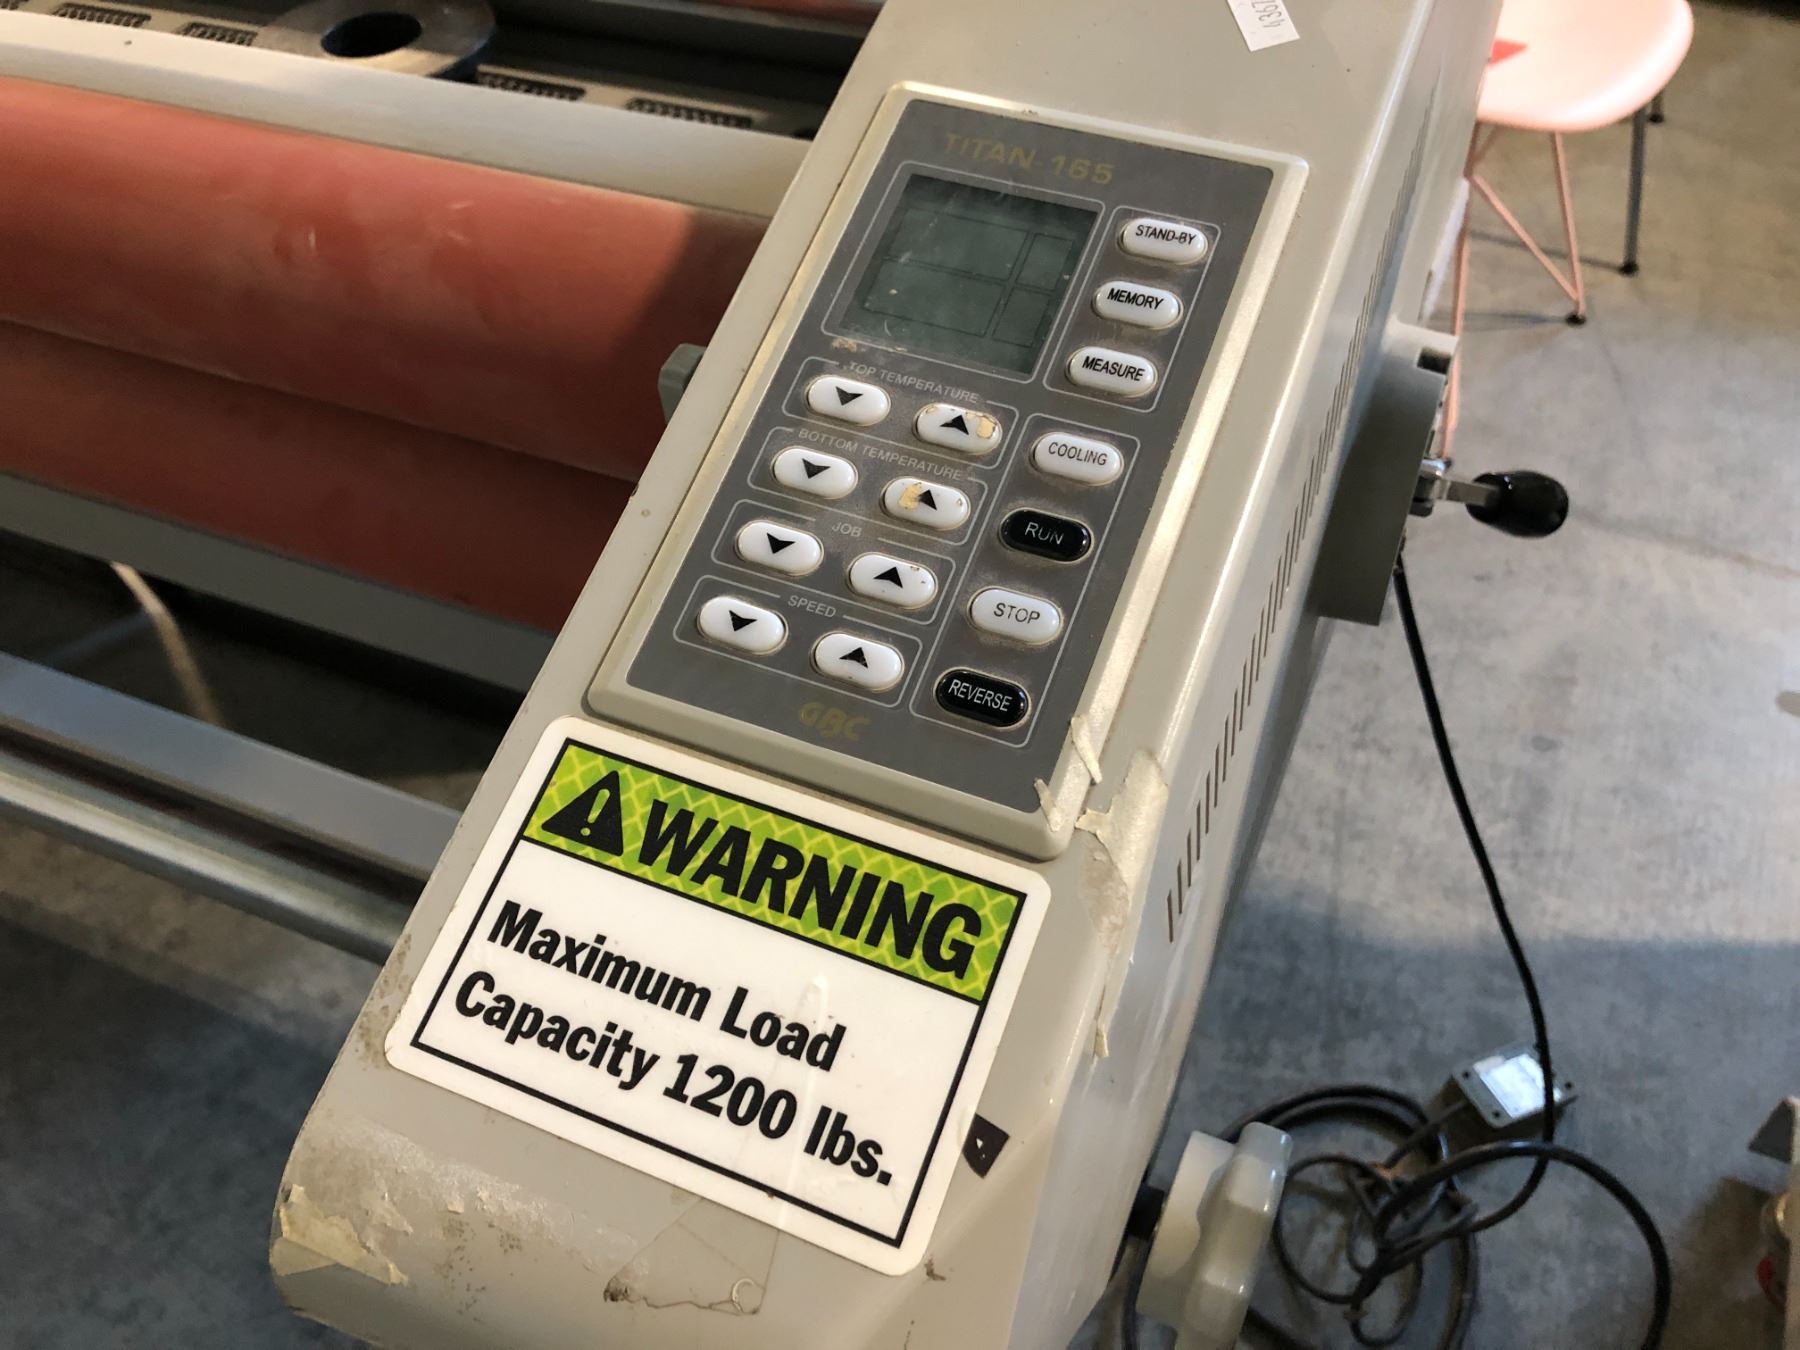 TITAN-165
STAND-BY
MEMORY
MEASURE
TOP TEMPERATURE
BOTTOM TEMPERATURE
JOB
SPEED
COOLING
RUN
STOP
REVERSE
GBC
WARNING
Maximum Load
Capacity 1200 lbs.